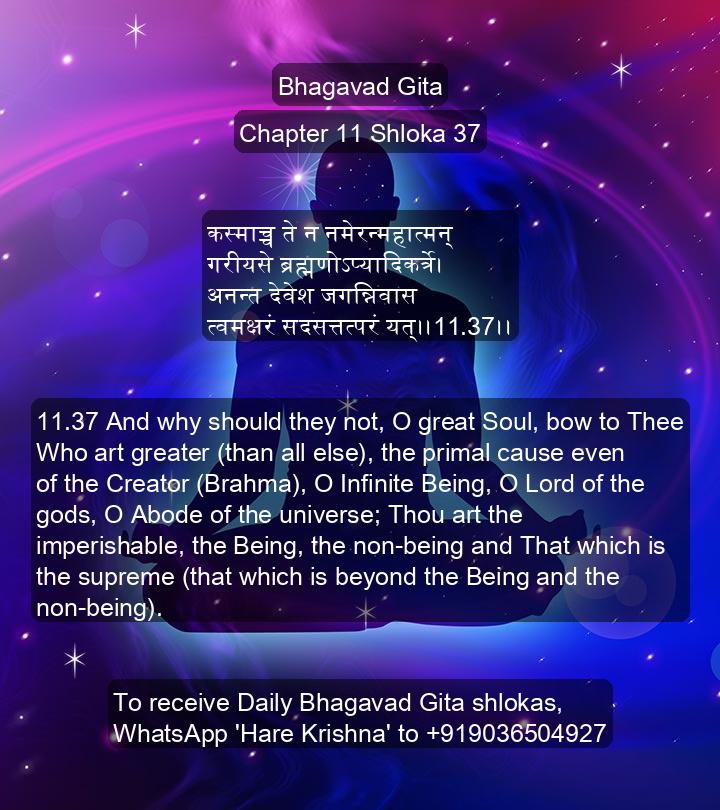 Bhagavad Gita
Chapter 11 Shloka 37
कस्माच्च ते न नमेरन्महात्मन्
गरीयसे ब्रह्मणोऽप्यादिकर्त्रे।
अनन्त देवेश जगन्निवास
त्वमक्षरं सदसत्तत्परं यत्।।11.37।।
11.37 And why should they not, O great Soul, bow to Thee
Who art greater (than all else), the primal cause even
of the Creator (Brahma), O Infinite Being, O Lord of the
gods, O Abode of the universe; Thou art the
imperishable, the Being, the non-being and That which is
the supreme (that which is beyond the Being and the
non-being).
To receive Daily Bhagavad Gita shlokas,
WhatsApp 'Hare Krishna' to +919036504927